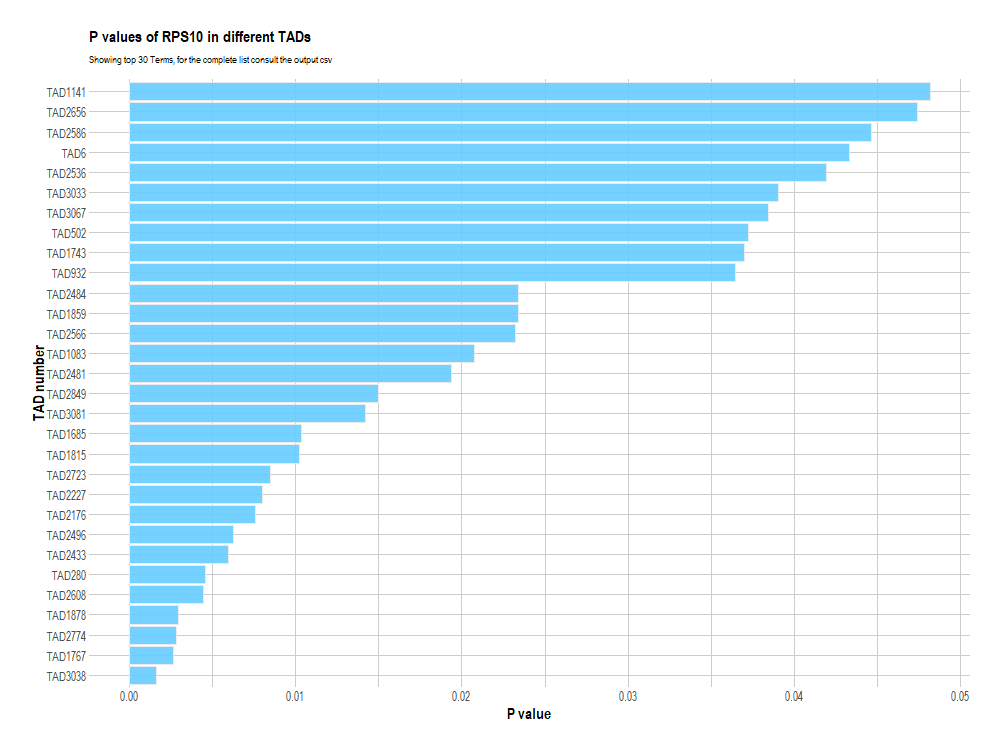 P values of RPS10 in different TADs
Showing top 30 Terms, for the complete list consult the output csv
TAD1141
TAD2656
TAD2586
TAD6
TAD2536
TAD3033
TAD3067
TAD502
TAD1743
TAD932
TAD2484
TAD1859
TAD2566
TAD1083
TAD2481
TAD2849
TAD3081
TAD1685
TAD1815
TAD2723
TAD2227
TAD2176
TAD2496
TAD2433
TAD280
TAD2608
TAD1878
TAD2774
TAD1767
TAD3038
TAD number
0.00 0.01 0.02 0.03 0.04 0.05
P value